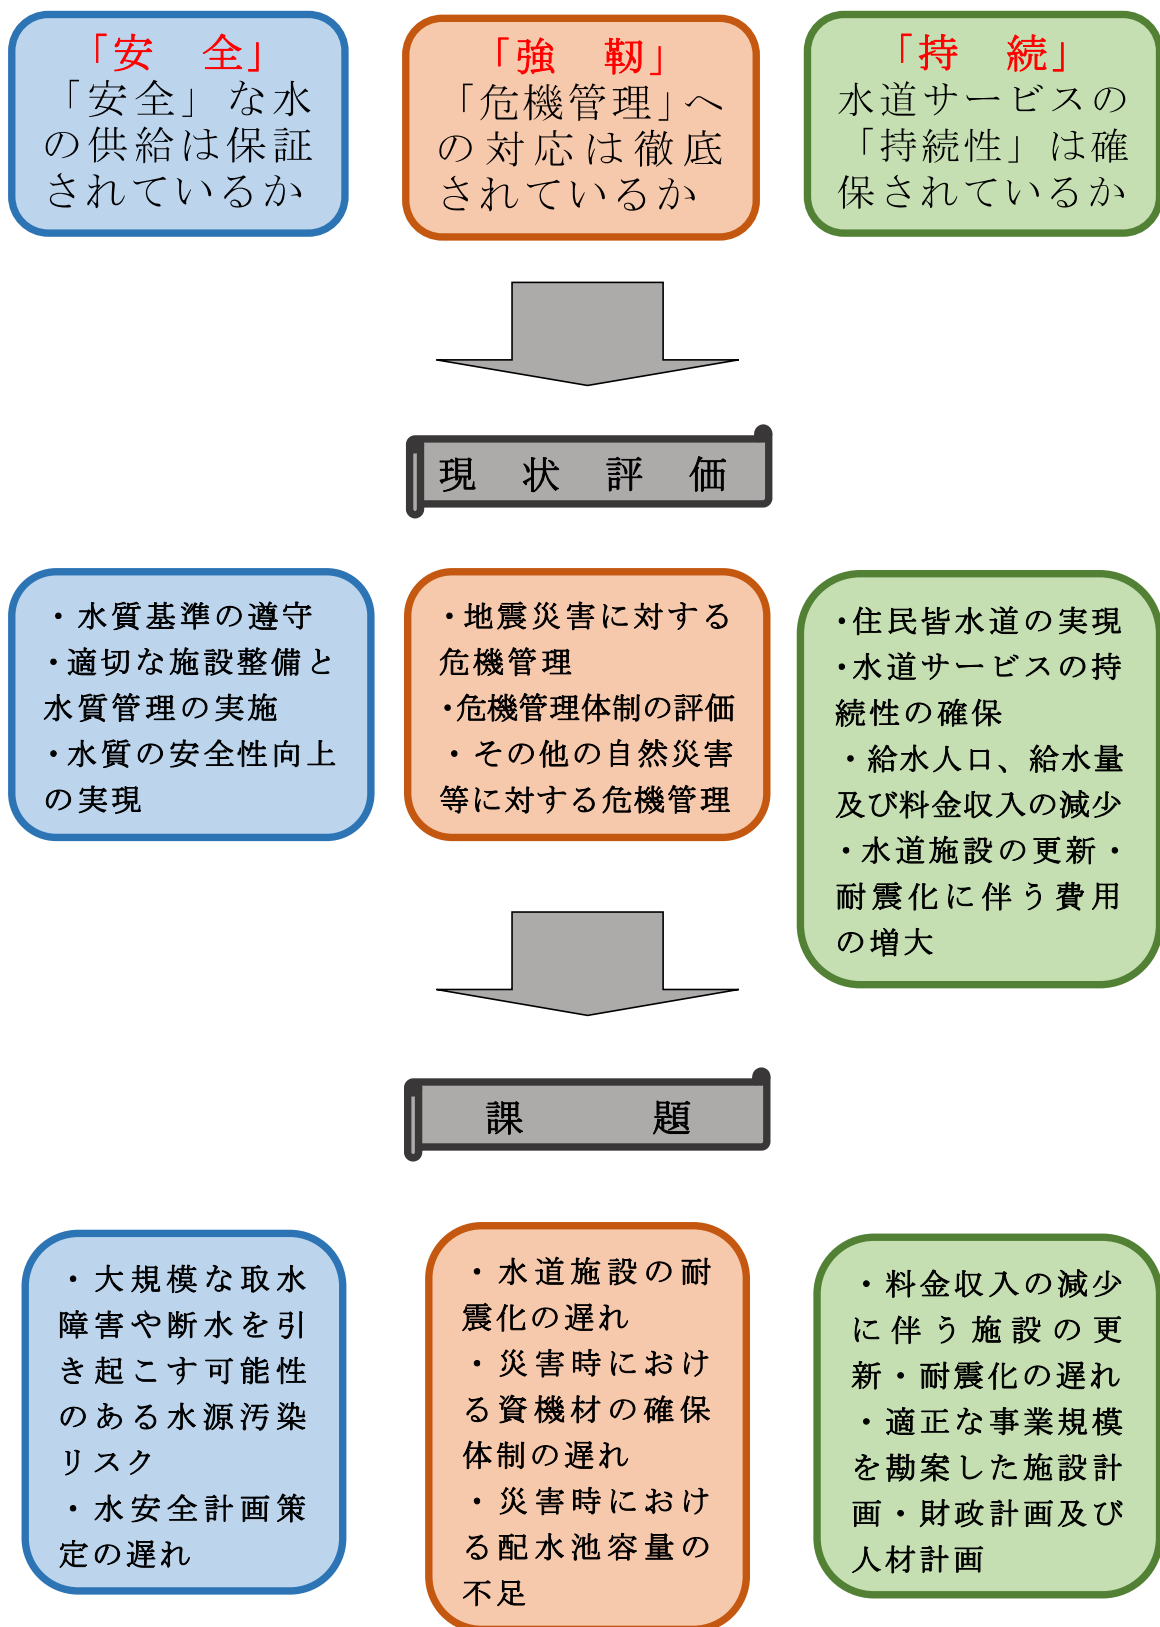 「安　全」
「安全」な水
の供給は保証
されているか
「強　靭」
「危機管理」へ
の対応は徹底
されているか
「持　続」
水道サービスの
「持続性」は確
保されているか
現　状　評　価
・水質基準の遵守
・適切な施設整備と
水質管理の実施
・水質の安全性向上
の実現
・地震災害に対する
危機管理
・危機管理体制の評価
・その他の自然災害
等に対する危機管理
・住民皆水道の実現
・水道サービスの持
続性の確保
・給水人口、給水量
及び料金収入の減少
・水道施設の更新・
耐震化に伴う費用
の増大
課　　　題
・大規模な取水
障害や断水を引
き起こす可能性
のある水源汚染
リスク
・水安全計画策
定の遅れ
・水道施設の耐
震化の遅れ
・災害時におけ
る資機材の確保
体制の遅れ
・災害時におけ
る配水池容量の
不足
・料金収入の減少
に伴う施設の更
新・耐震化の遅れ
・適正な事業規模
を勘案した施設計
画・財政計画及び
人材計画